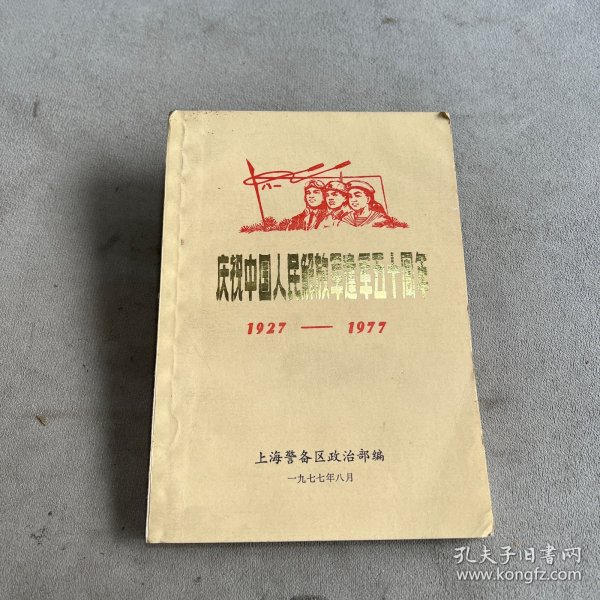 八一
庆祝中国人民解放军建军五十周年
1927 — 1977
上海警备区政治部编
一九七七年八月
孔夫子旧书网
www.kongfz.com